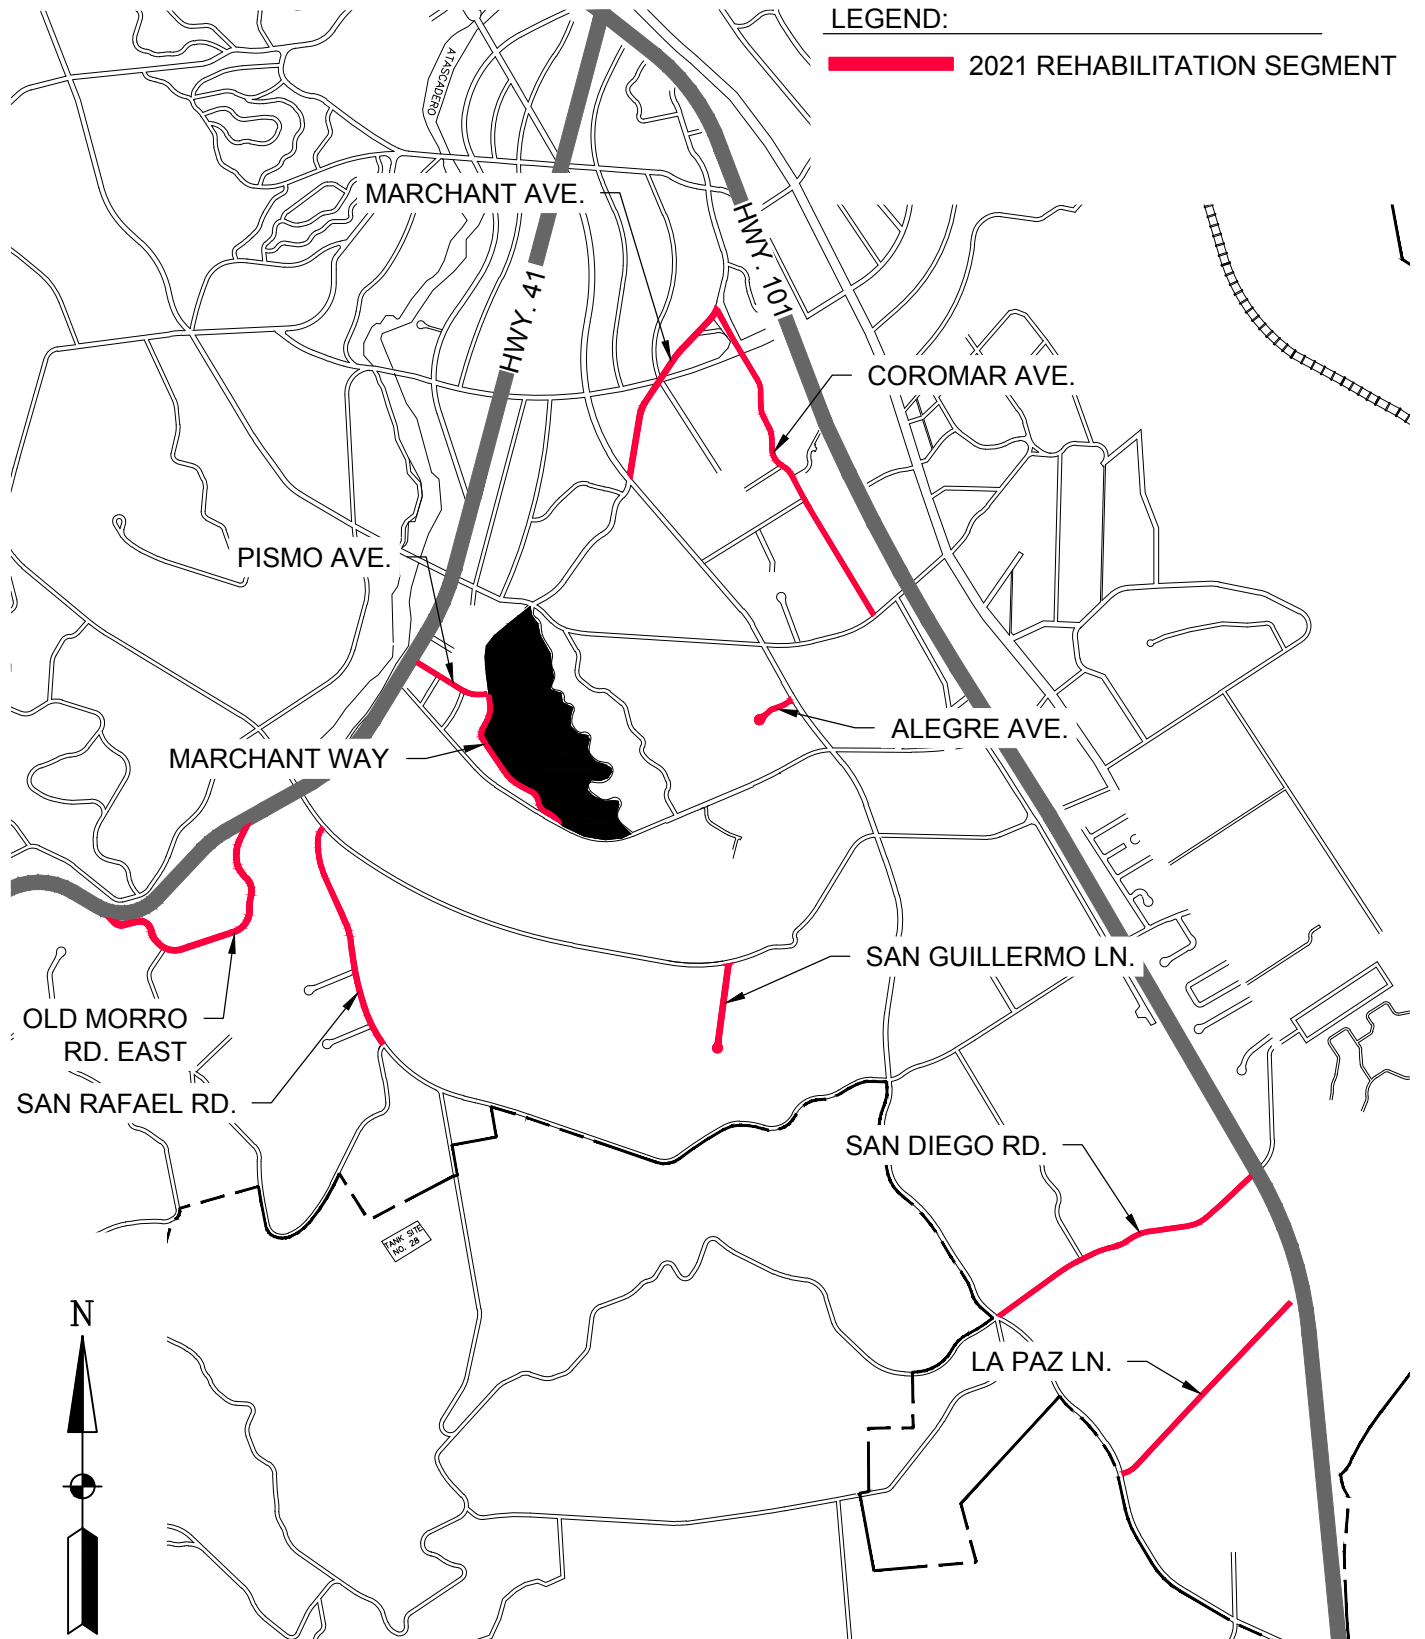 LEGEND:
2021 REHABILITATION SEGMENT
ATASCADERO
MARCHANT AVE.
HWY. 41
HWY. 101
COROMAR AVE.
PISMO AVE.
ALEGRE AVE.
MARCHANT WAY
SAN GUILLERMO LN.
OLD MORRO
RD. EAST
SAN RAFAEL RD.
SAN DIEGO RD.
TANK SITE
NO. 28
LA PAZ LN.
N